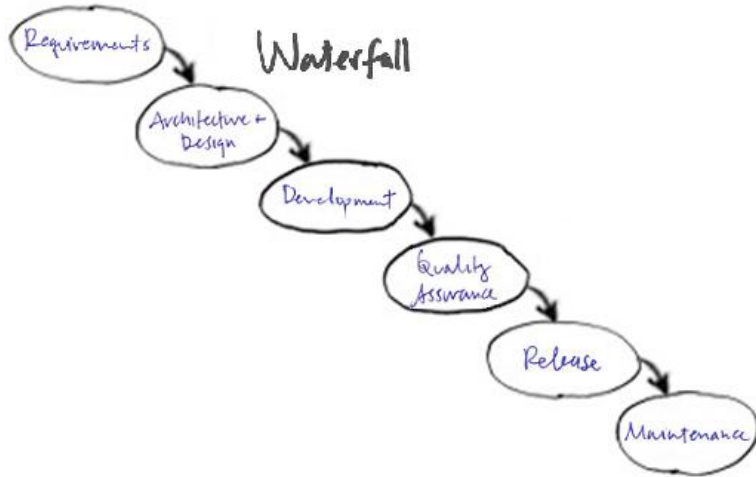 Requirements
Waterfall
Architecture +
Design
Development
Quality
Assurance
Release
Maintenance